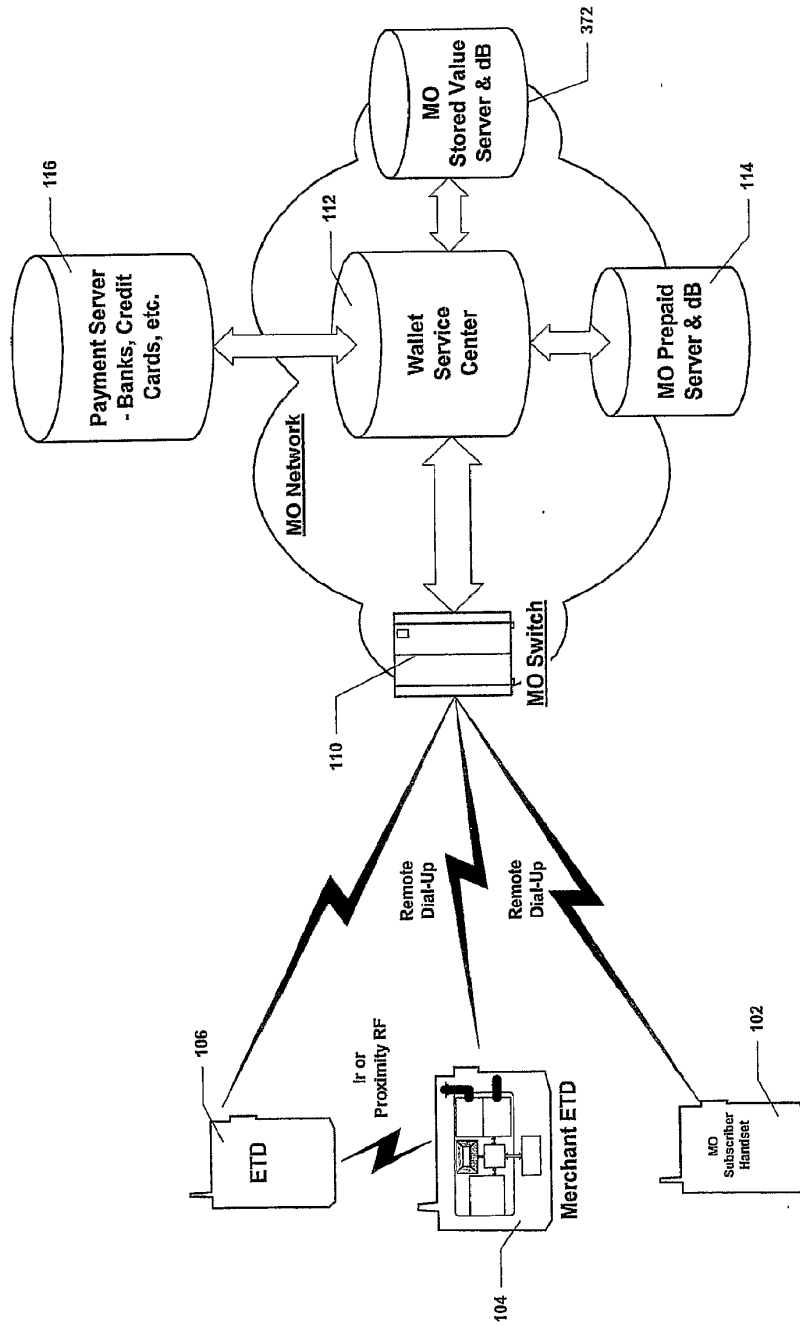 116
Payment Server
- Banks, Credit
Cards, etc.
MO Network
112
Wallet
Service
Center
MO
Stored Value
Server & dB
372
MO Prepaid
Server & dB
114
110
MO Switch
106
ETD
Ir or
Proximity RF
Remote
Dial-Up
Remote
Dial-Up
104
Merchant ETD
MO
Subscriber
Handset
102